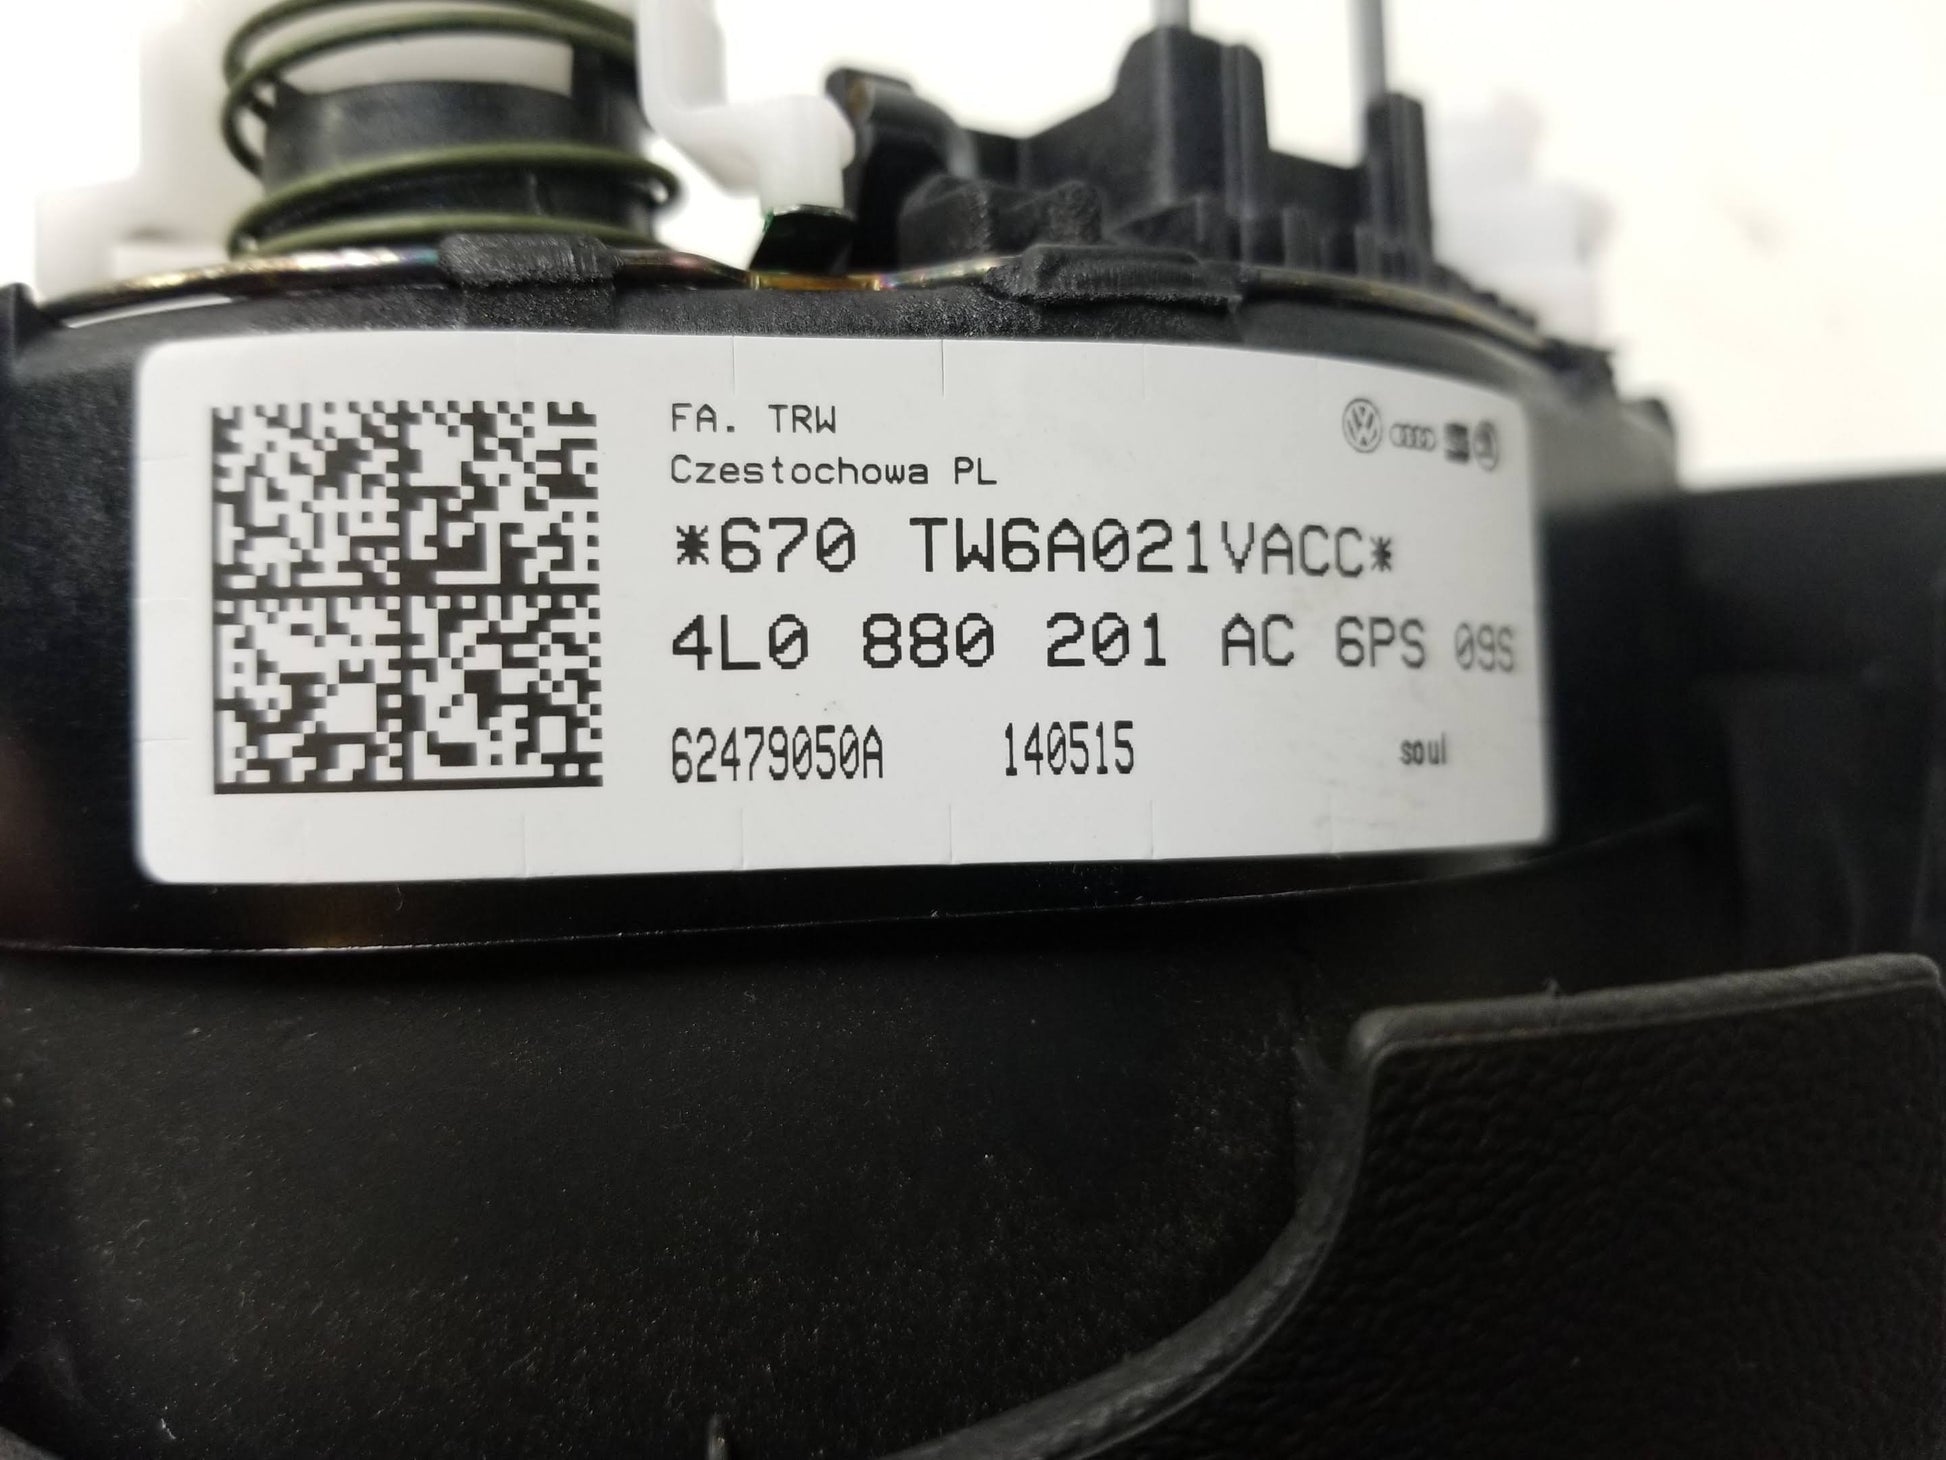 FA. TRW
Czestochowa PL
*670 TW6A021VACC*
4L0 880 201 AC 6PS 09S
62479050A 140515 soul